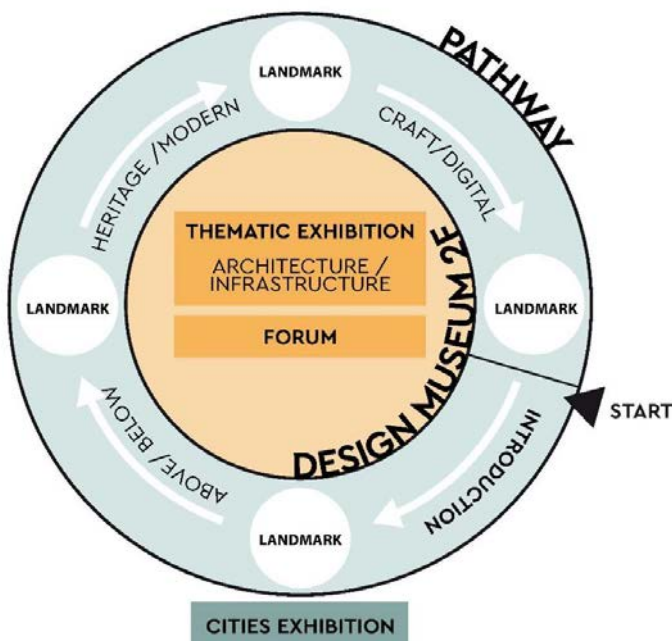 PATHWAY
LANDMARK
HERITAGE /MODERN
CRAFT/DIGITAL
THEMATIC EXHIBITION
ARCHITECTURE /
INFRASTRUCTURE
FORUM
DESIGN MUSEUM 2F
LANDMARK
LANDMARK
START
INTRODUCTION
ABOVE/ BELOW
LANDMARK
CITIES EXHIBITION